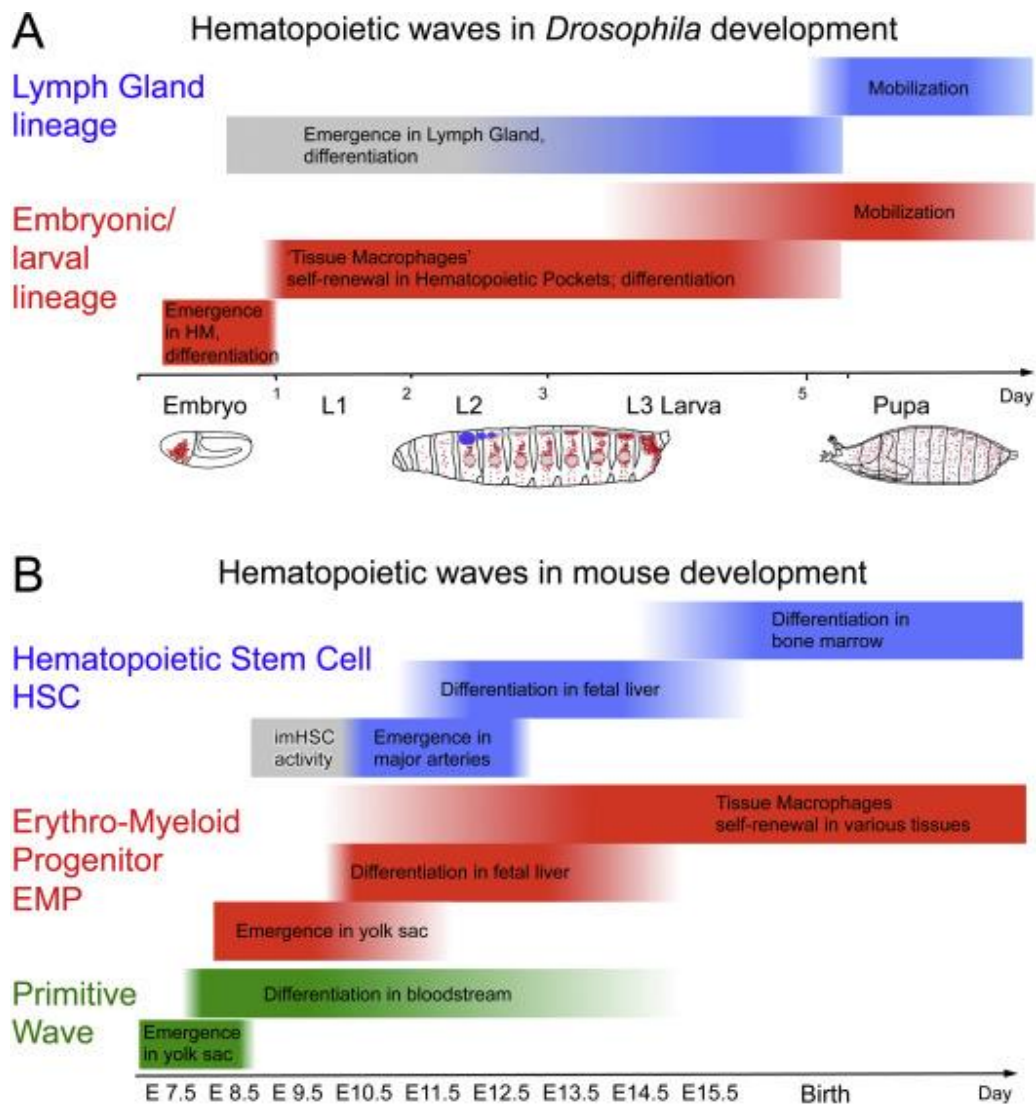 A
Hematopoietic waves in Drosophila development
Lymph Gland
lineage
Mobilization
Emergence in Lymph Gland,
differentiation
Embryonic/
larval
lineage
Mobilization
'Tissue Macrophages'
self-renewal in Hematopoietic Pockets; differentiation
Emergence
in HM,
differentiation
1 2 3 5 Day
Embryo L1 L2 L3 Larva Pupa
B
Hematopoietic waves in mouse development
Hematopoietic Stem Cell
HSC
Differentiation in
bone marrow
Differentiation in fetal liver
imHSC
activity
Emergence in
major arteries
Erythro-Myeloid
Progenitor
EMP
Tissue Macrophages
self-renewal in various tissues
Differentiation in fetal liver
Emergence in yolk sac
Primitive
Wave
Differentiation in bloodstream
Emergence
in yolk sac
E 7.5 E 8.5 E 9.5 E10.5 E11.5 E12.5 E13.5 E14.5 E15.5 Birth Day